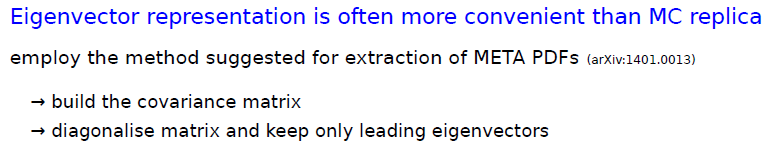 Eigenvector representation is often more convenient than MC replica
employ the method suggested for extraction of META PDFs (arXiv:1401.0013)
→ build the covariance matrix
→ diagonalise matrix and keep only leading eigenvectors